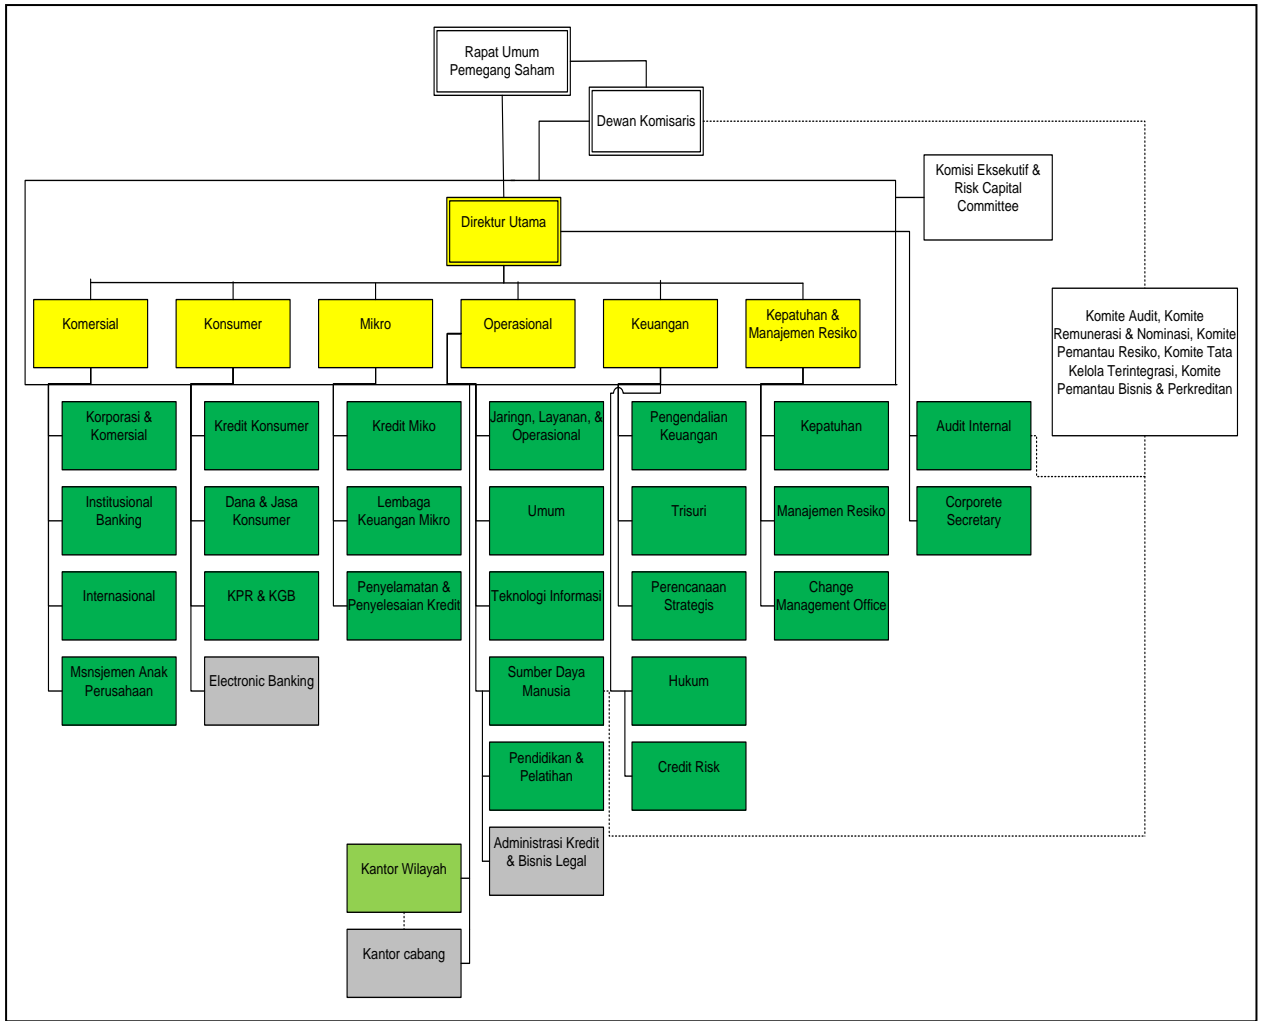 Rapat Umum
Pemegang Saham
Dewan Komisaris
Komisi Eksekutif &
Risk Capital
Committee
Direktur Utama
Komersial
Konsumer
Mikro
Operasional
Keuangan
Kepatuhan &
Manajemen Resiko
Komite Audit, Komite
Remunerasi & Nominasi, Komite
Pemantau Resiko, Komite Tata
Kelola Terintegrasi, Komite
Pemantau Bisnis & Perkreditan
Korporasi &
Komersial
Kredit Konsumer
Kredit Miko
Jaringn, Layanan, &
Operasional
Pengendalian
Keuangan
Kepatuhan
Audit Internal
Institusional
Banking
Dana & Jasa
Konsumer
Lembaga
Keuangan Mikro
Umum
Trisuri
Manajemen Resiko
Corporete
Secretary
Internasional
KPR & KGB
Penyelamatan &
Penyelesaian Kredit
Teknologi Informasi
Perencanaan
Strategis
Change
Management Office
Msnsjemen Anak
Perusahaan
Electronic Banking
Sumber Daya
Manusia
Hukum
Pendidikan &
Pelatihan
Credit Risk
Administrasi Kredit
& Bisnis Legal
Kantor Wilayah
Kantor cabang